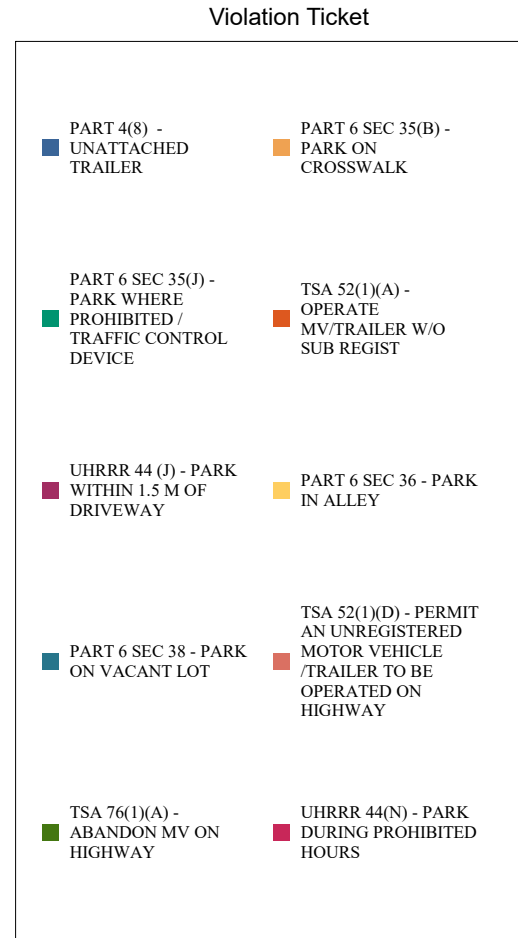 Violation Ticket
PART 4(8)  -
UNATTACHED
TRAILER
PART 6 SEC 35(B) -
PARK ON
CROSSWALK
PART 6 SEC 35(J) -
PARK WHERE
PROHIBITED /
TRAFFIC CONTROL
DEVICE
TSA 52(1)(A) -
OPERATE
MV/TRAILER W/O
SUB REGIST
UHRRR 44 (J) - PARK
WITHIN 1.5 M OF
DRIVEWAY
PART 6 SEC 36 - PARK
IN ALLEY
PART 6 SEC 38 - PARK
ON VACANT LOT
TSA 52(1)(D) - PERMIT
AN UNREGISTERED
MOTOR VEHICLE
/TRAILER TO BE
OPERATED ON
HIGHWAY
TSA 76(1)(A) -
ABANDON MV ON
HIGHWAY
UHRRR 44(N) - PARK
DURING PROHIBITED
HOURS